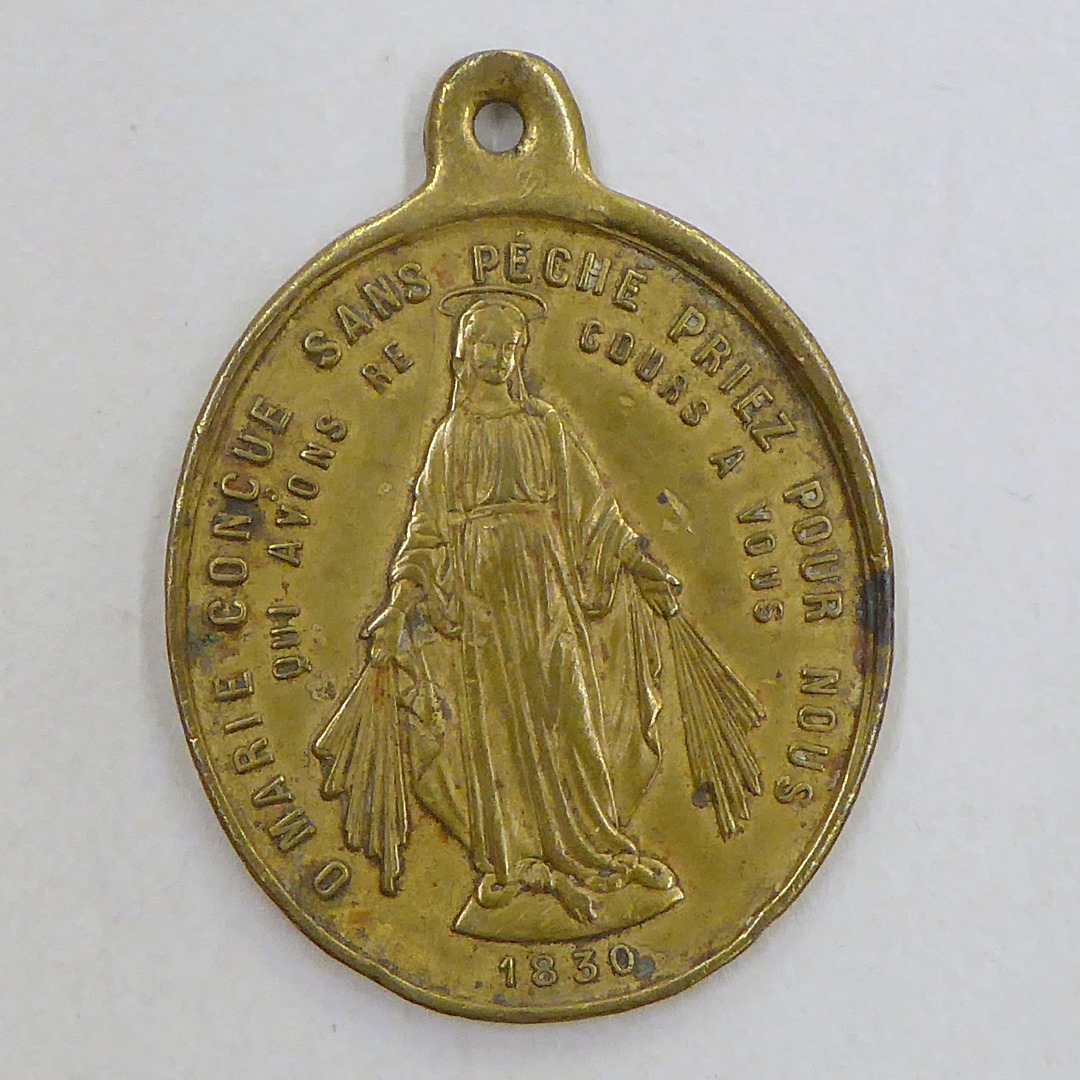 O MARIE CONÇUE SANS PÉCHÉ PRIEZ POUR NOUS
QUI AVONS RE COURS A VOUS
1830